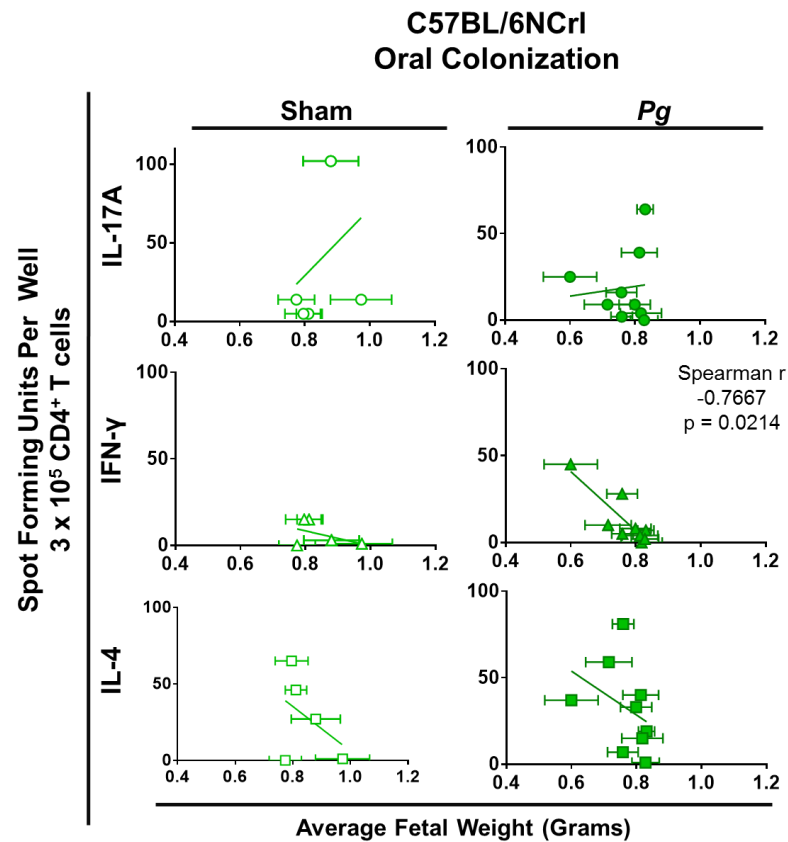 C57BL/6NCrl
Oral Colonization
Sham
Pg
Spot Forming Units Per Well
3 x 10⁵ CD4⁺ T cells
IL-17A
100
50
0
0.4 0.6 0.8 1.0 1.2
100
50
0
0.4 0.6 0.8 1.0 1.2
IFN-γ
100
50
0
0.4 0.6 0.8 1.0 1.2
100
50
0
0.4 0.6 0.8 1.0 1.2
Spearman r
-0.7667
p = 0.0214
IL-4
100
50
0
0.4 0.6 0.8 1.0 1.2
100
50
0
0.4 0.6 0.8 1.0 1.2
Average Fetal Weight (Grams)